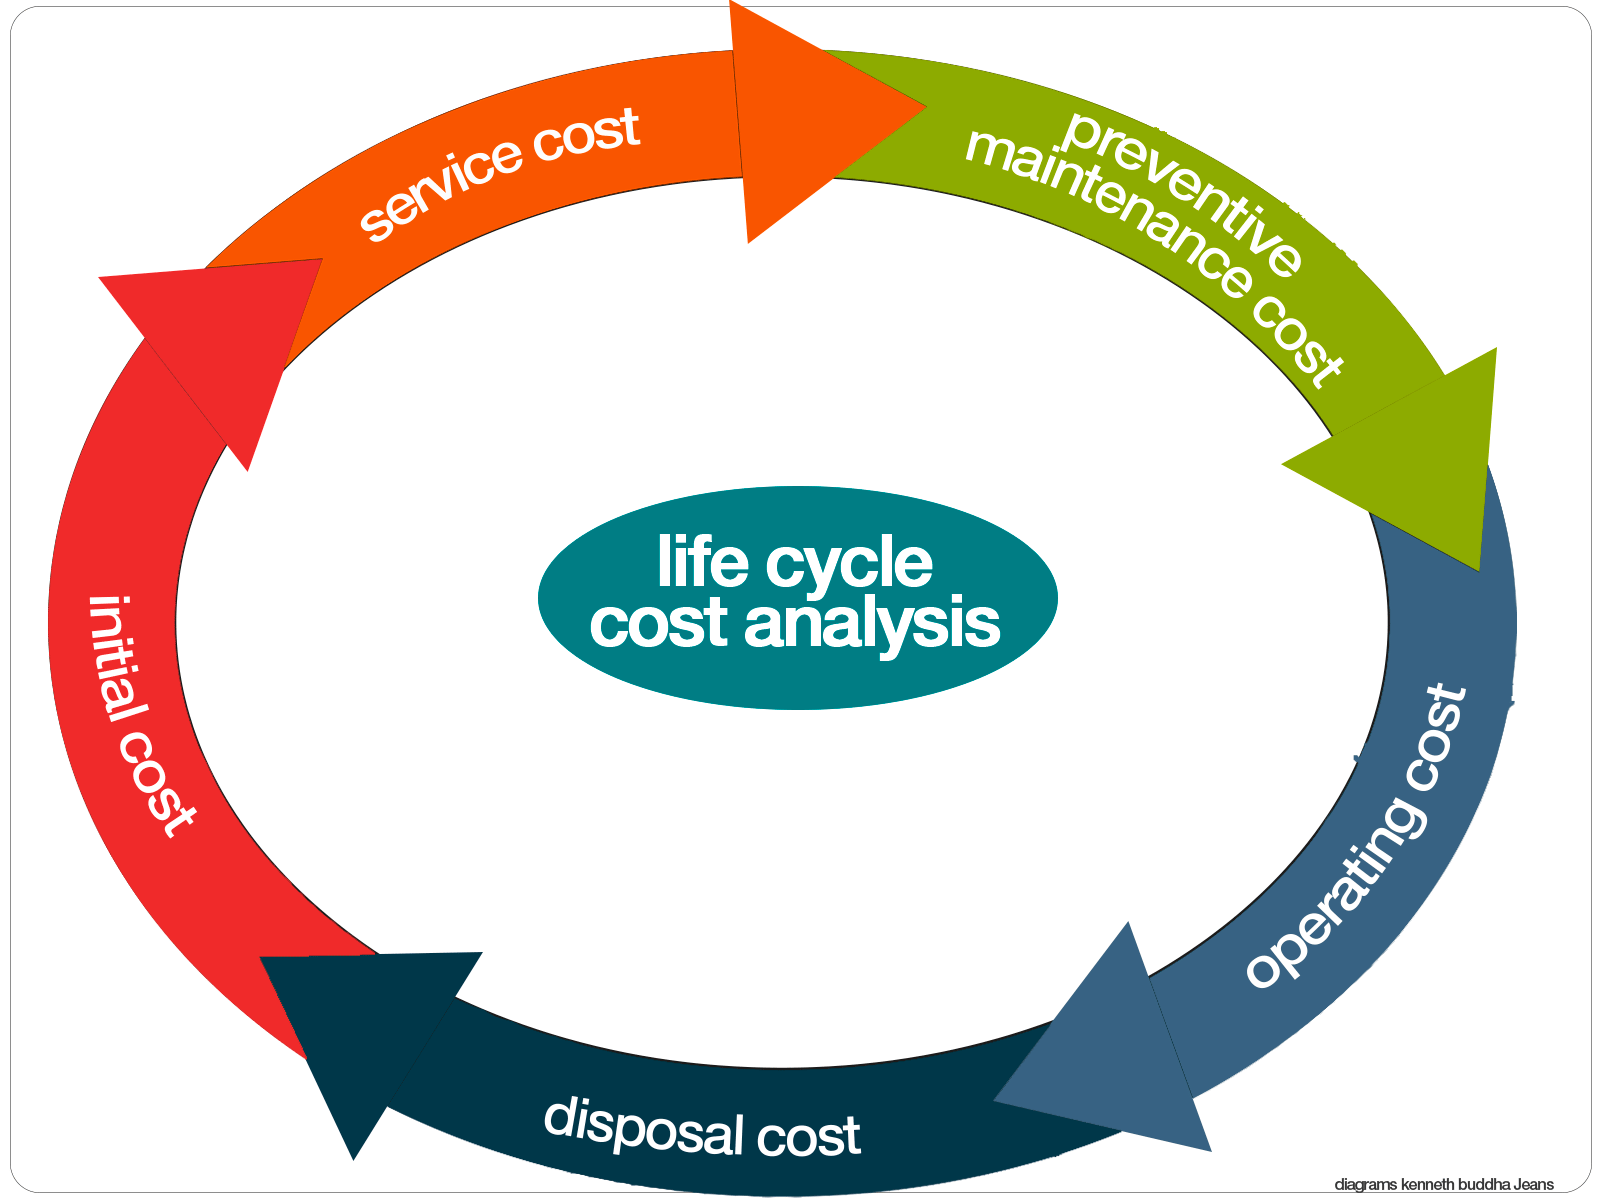 service cost
preventive
maintenance cost
life cycle
cost analysis
initial cost
operating cost
disposal cost
diagrams kenneth buddha Jeans